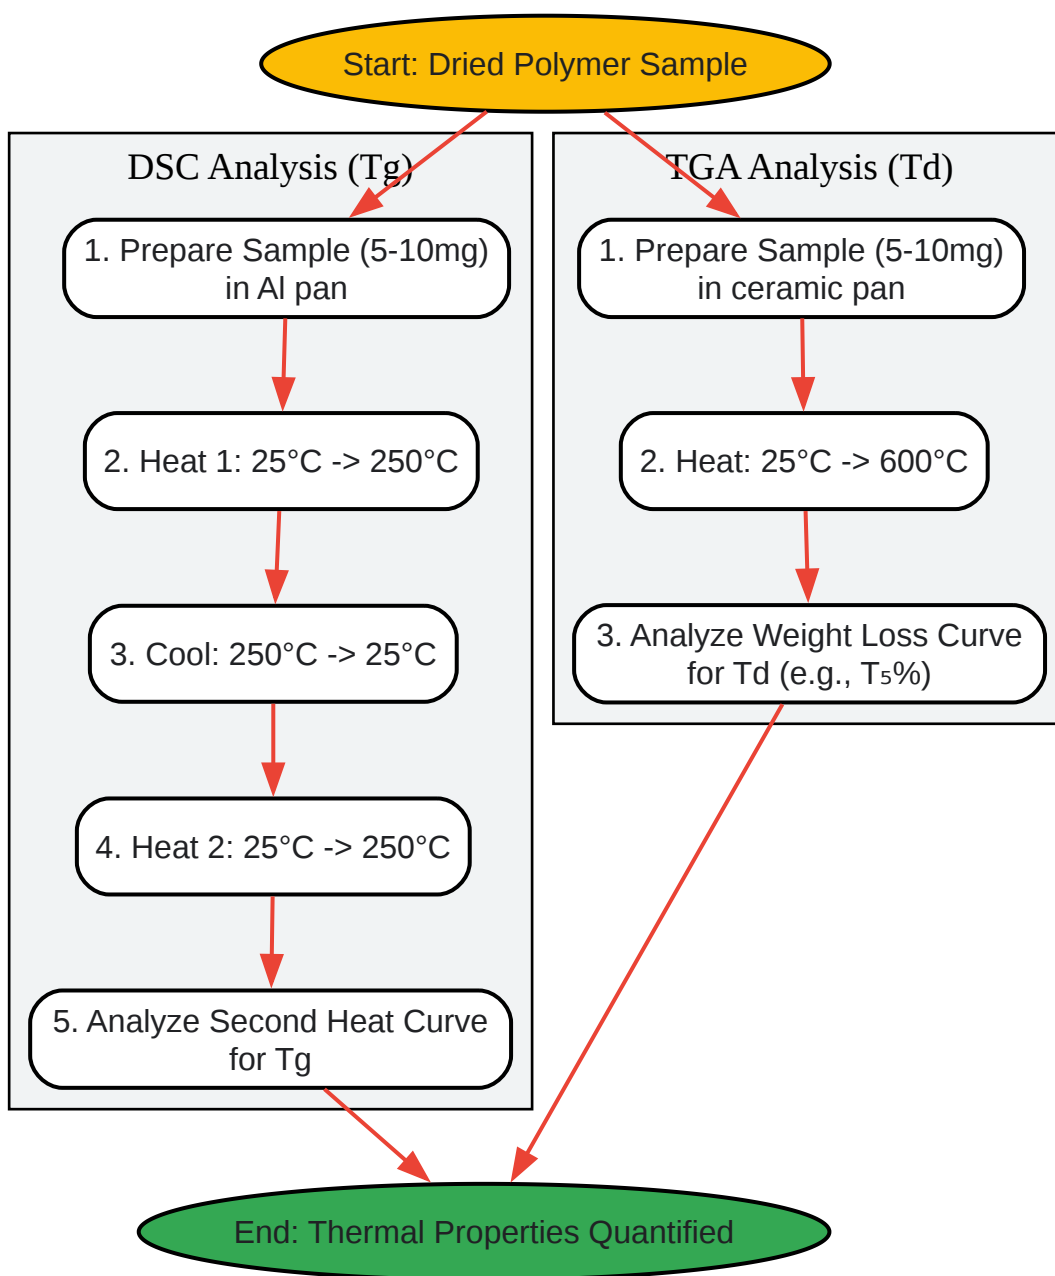 Start: Dried Polymer Sample
DSC Analysis (Tg)
1. Prepare Sample (5-10mg)
in Al pan
2. Heat 1: 25°C -> 250°C
3. Cool: 250°C -> 25°C
4. Heat 2: 25°C -> 250°C
5. Analyze Second Heat Curve
for Tg
TGA Analysis (Td)
1. Prepare Sample (5-10mg)
in ceramic pan
2. Heat: 25°C -> 600°C
3. Analyze Weight Loss Curve
for Td (e.g., T₅%)
End: Thermal Properties Quantified